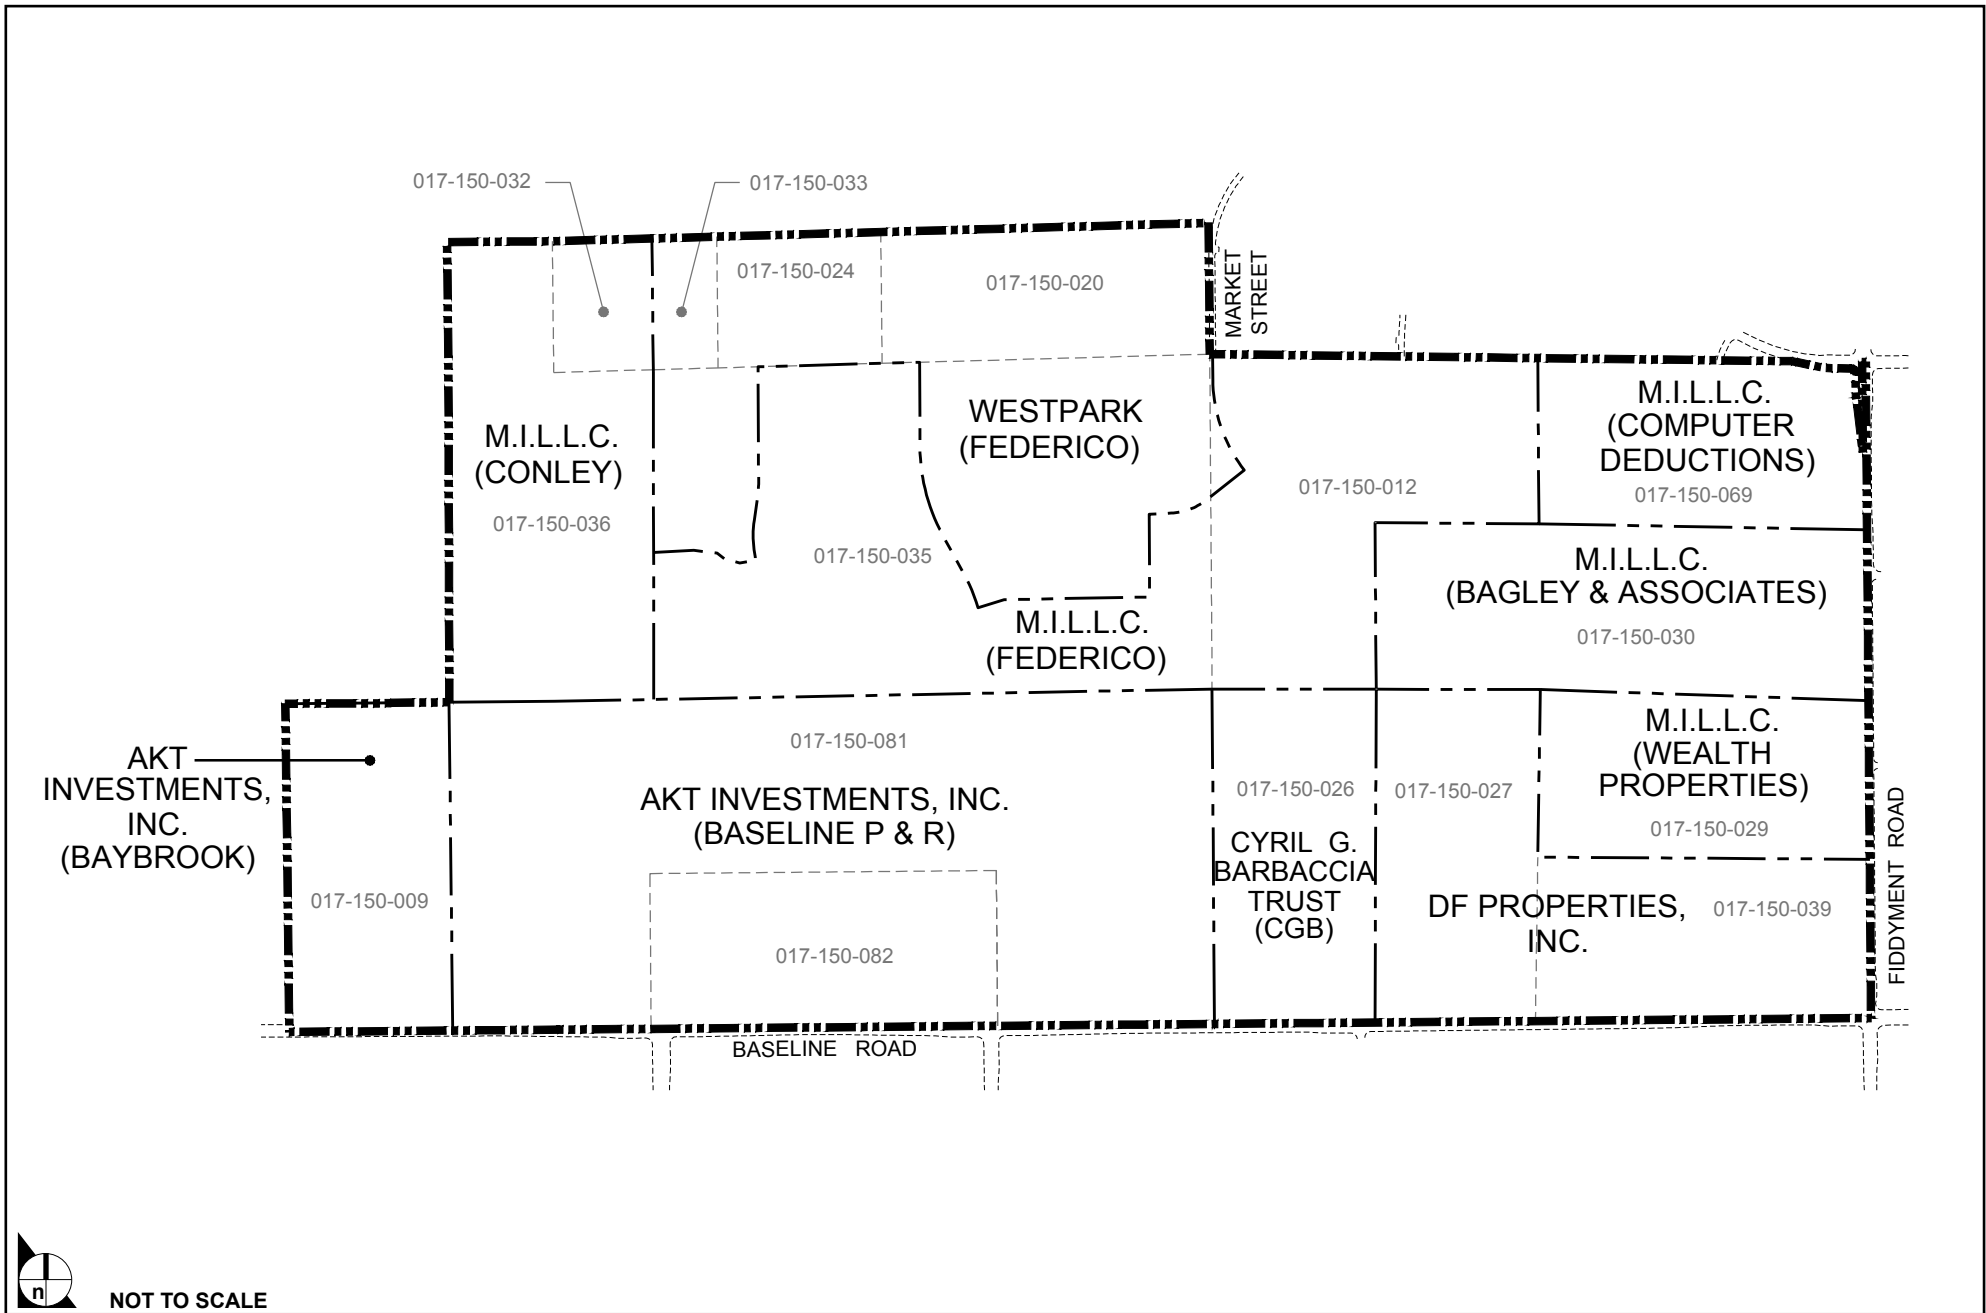 017-150-032
017-150-033
017-150-024
017-150-020
MARKET
STREET
M.I.L.L.C.
(CONLEY)
017-150-036
WESTPARK
(FEDERICO)
017-150-035
M.I.L.L.C.
(FEDERICO)
017-150-012
M.I.L.L.C.
(COMPUTER
DEDUCTIONS)
017-150-069
M.I.L.L.C.
(BAGLEY & ASSOCIATES)
017-150-030
AKT
INVESTMENTS,
INC.
(BAYBROOK)
017-150-009
017-150-081
AKT INVESTMENTS, INC.
(BASELINE P & R)
017-150-082
017-150-026
CYRIL G.
BARBACCIA
TRUST
(CGB)
017-150-027
M.I.L.L.C.
(WEALTH
PROPERTIES)
017-150-029
DF PROPERTIES,
INC.
017-150-039
FIDDYMENT ROAD
BASELINE ROAD
n
NOT TO SCALE